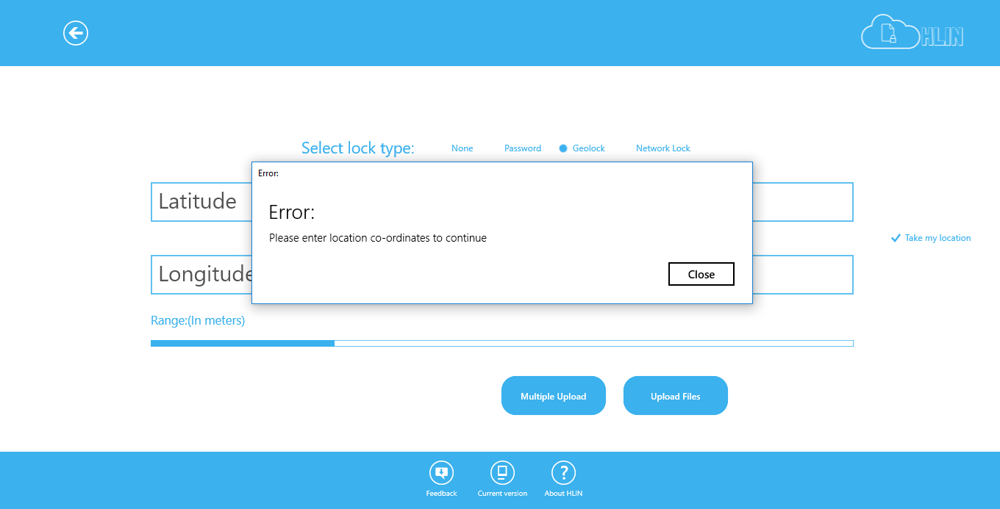 HLIN
Select lock type: None Password Geolock Network Lock
Error:
Latitude
Error:
Please enter location co-ordinates to continue
Take my location
Longitude
Close
Range:(In meters)
Multiple Upload Upload Files
Feedback Current version About HLIN